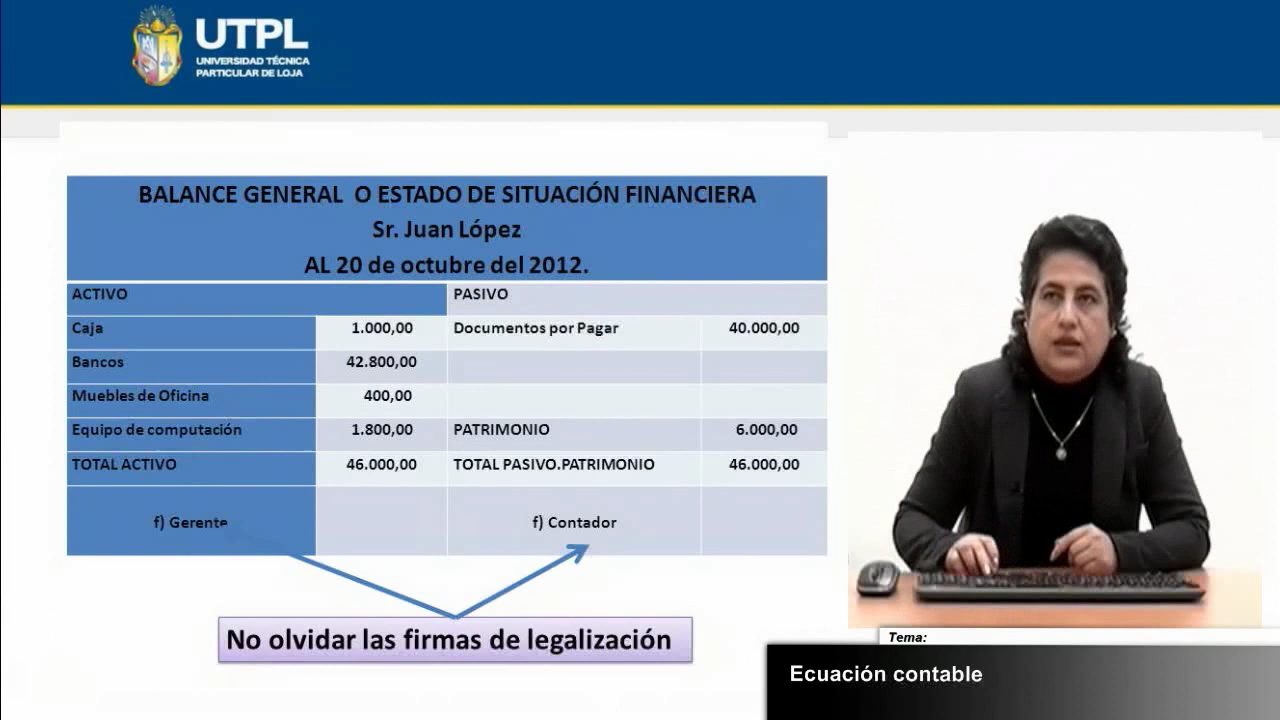 UTPL
UNIVERSIDAD TÉCNICA
PARTICULAR DE LOJA
BALANCE GENERAL O ESTADO DE SITUACIÓN FINANCIERA
Sr. Juan López
AL 20 de octubre del 2012.
ACTIVO PASIVO
Caja 1.000,00 Documentos por Pagar 40.000,00
Bancos 42.800,00
Muebles de Oficina 400,00
Equipo de computación 1.800,00 PATRIMONIO 6.000,00
TOTAL ACTIVO 46.000,00 TOTAL PASIVO.PATRIMONIO 46.000,00
f) Gerente f) Contador
No olvidar las firmas de legalización
Tema:
Ecuación contable